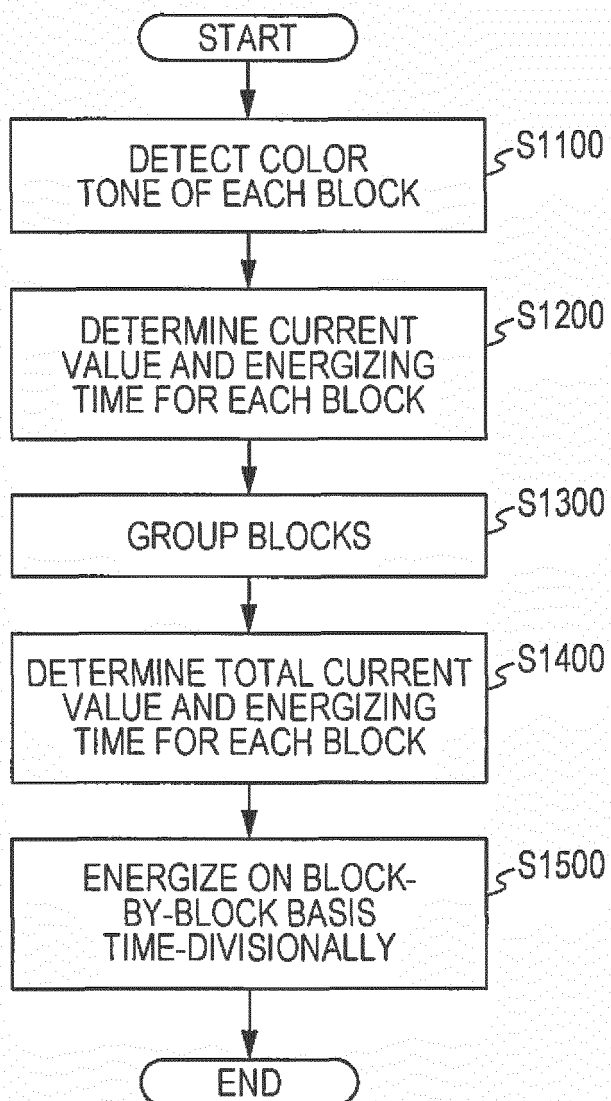 START
DETECT COLOR
TONE OF EACH BLOCK
S1100
DETERMINE CURRENT
VALUE AND ENERGIZING
TIME FOR EACH BLOCK
S1200
GROUP BLOCKS
S1300
DETERMINE TOTAL CURRENT
VALUE AND ENERGIZING
TIME FOR EACH BLOCK
S1400
ENERGIZE ON BLOCK-
BY-BLOCK BASIS
TIME-DIVISIONALLY
S1500
END